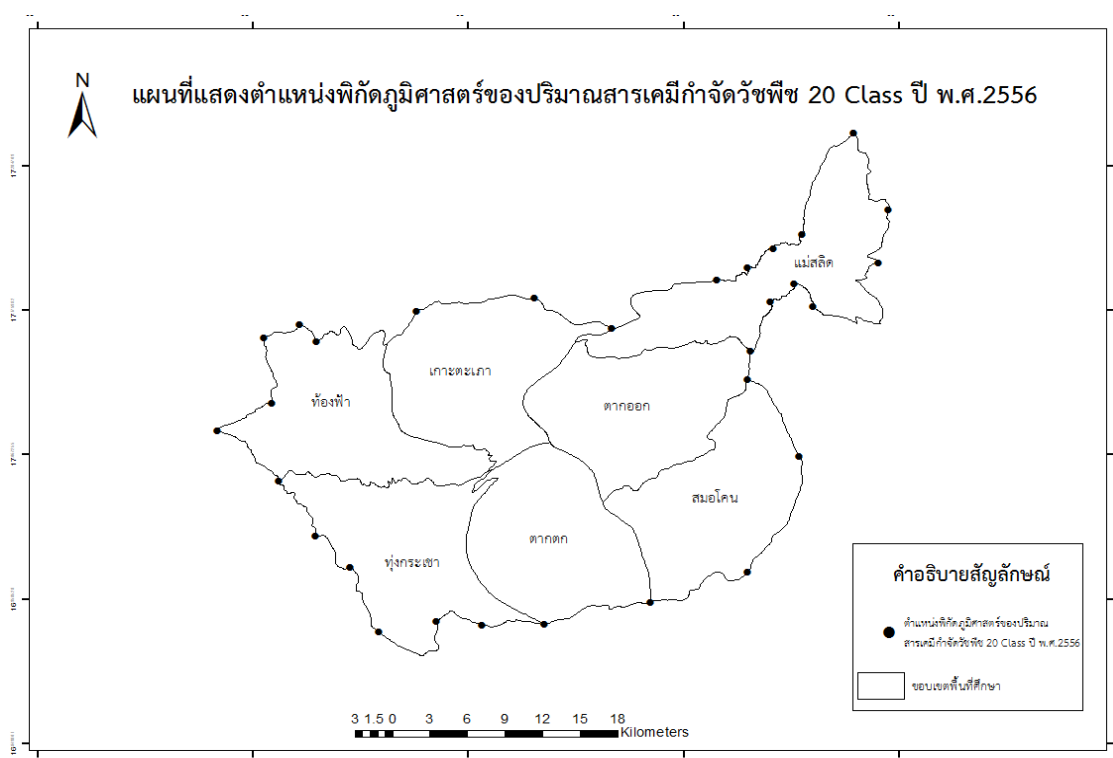 แผนที่แสดงตำแหน่งพิกัดภูมิศาสตร์ของปริมาณสารเคมีกำจัดวัชพืช 20 Class ปี พ.ศ.2556
N
แม่สลิด
เกาะตะเภา
ท้องฟ้า
ตากออก
สมอโคน
ตากตก
ทุ่งกระเชา
คำอธิบายสัญลักษณ์
ตำแหน่งพิกัดภูมิศาสตร์ของปริมาณ
สารเคมีกำจัดวัชพืช 20 Class ปี พ.ศ.2556
ขอบเขตพื้นที่ศึกษา
3 1.5 0 3 6 9 12 15 18
Kilometers